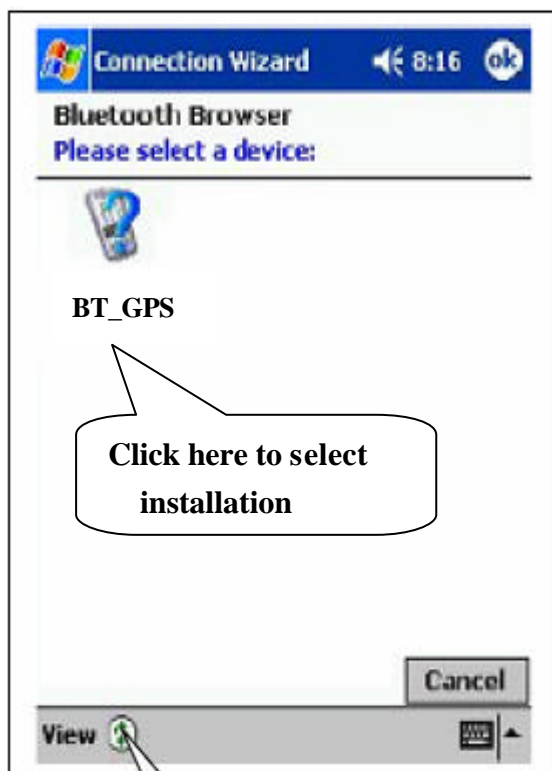 Connection Wizard 8:16 ok
Bluetooth Browser
Please select a device:
BT_GPS
Click here to select
installation
Cancel
View